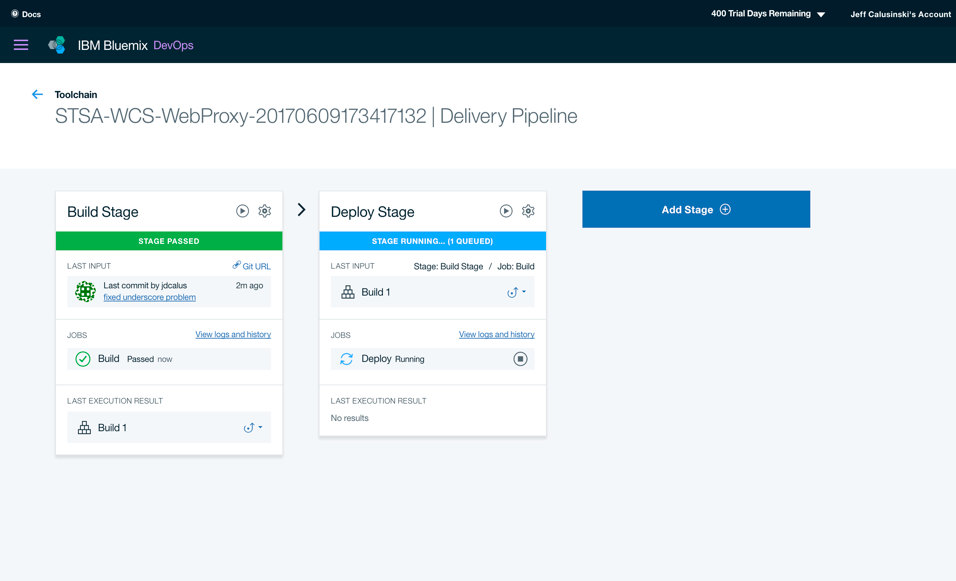 Docs
400 Trial Days Remaining
Jeff Calusinski's Account
IBM Bluemix DevOps
Toolchain
STSA-WCS-WebProxy-20170609173417132 | Delivery Pipeline
Build Stage
STAGE PASSED
LAST INPUT
Git URL
Last commit by jdcalus
2m ago
fixed underscore problem
JOBS
View logs and history
Build Passed now
LAST EXECUTION RESULT
Build 1
Deploy Stage
STAGE RUNNING... (1 QUEUED)
LAST INPUT
Stage: Build Stage / Job: Build
Build 1
JOBS
View logs and history
Deploy Running
LAST EXECUTION RESULT
No results
Add Stage